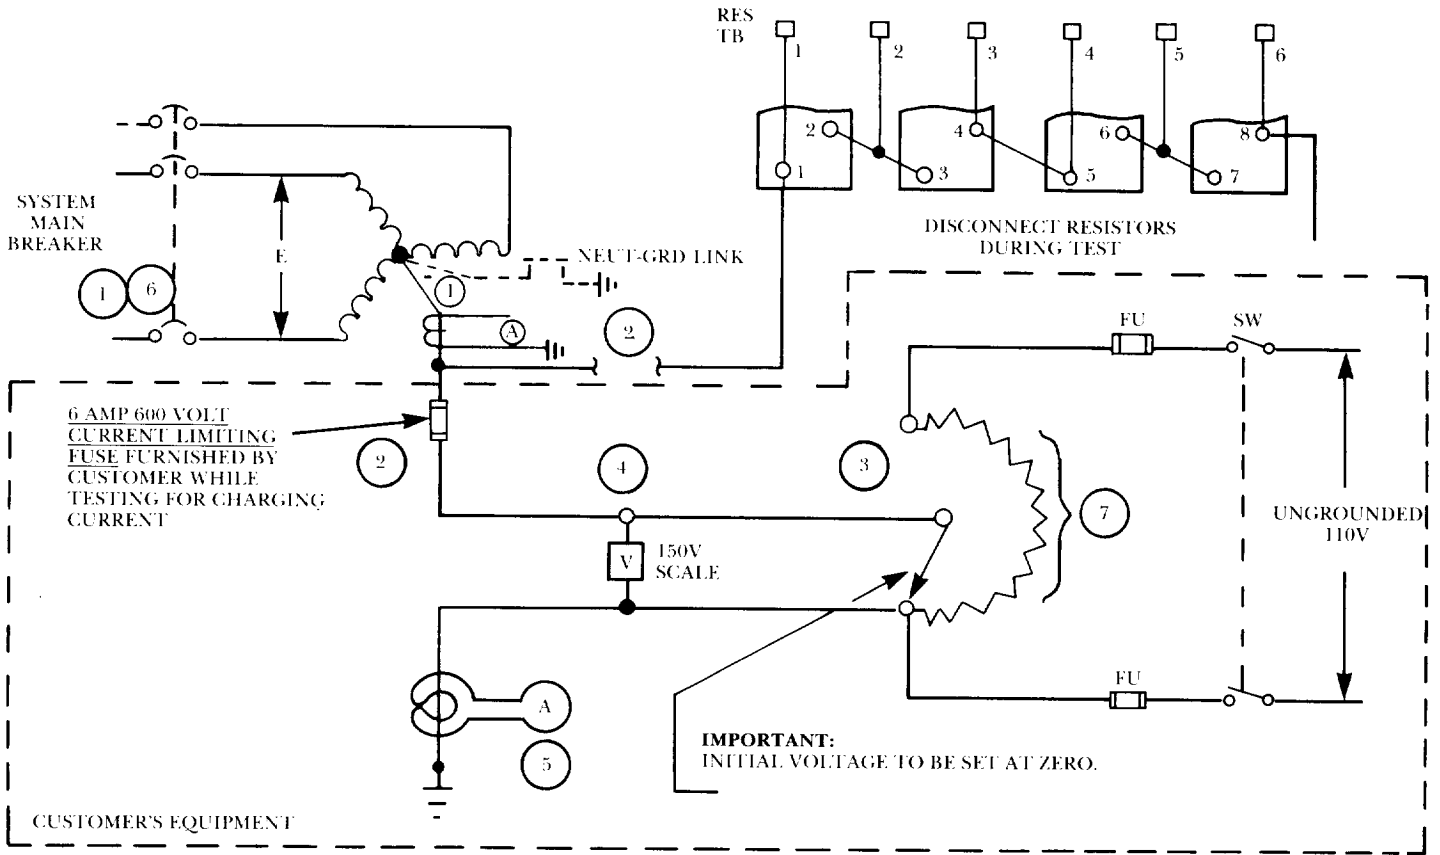 RES
TB
1 2 3 4 5 6
2 4 6 8
1 3 5 7
SYSTEM
MAIN
BREAKER
E
1 6
NEUT-GRD LINK
DISCONNECT RESISTORS
DURING TEST
1
A
2
FU SW
6 AMP 600 VOLT
CURRENT LIMITING
FUSE FURNISHED BY
CUSTOMER WHILE
TESTING FOR CHARGING
CURRENT
2
4
3
7
UNGROUNDED
110V
V
150V
SCALE
FU
A
5
IMPORTANT:
INITIAL VOLTAGE TO BE SET AT ZERO.
CUSTOMER'S EQUIPMENT